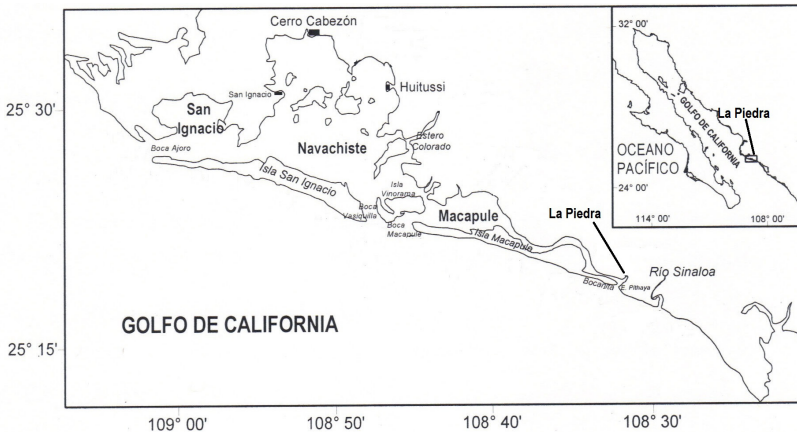 Cerro Cabezón
San Ignacio
Huitussi
25° 30'
San
Ignacio
Boca Ajoro
Navachiste
Estero
Colorado
Isla San Ignacio
Isla
Vinorama
Boca
Vasiquilla
Boca
Macapule
Macapule
Isla Macapule
La Piedra
Bocanita
E. Pithaya
Rio Sinaloa
GOLFO DE CALIFORNIA
25° 15'
109° 00'
108° 50'
108° 40'
108° 30'
32° 00'
GOLFO DE CALIFORNIA
La Piedra
OCEANO
PACÍFICO
24° 00'
114° 00'
108° 00'